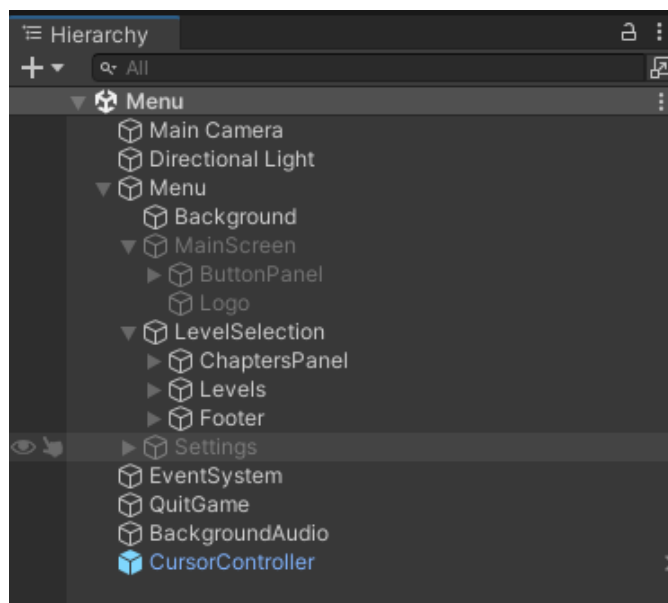 Hierarchy
All
Menu
Main Camera
Directional Light
Menu
Background
MainScreen
ButtonPanel
Logo
LevelSelection
ChaptersPanel
Levels
Footer
Settings
EventSystem
QuitGame
BackgroundAudio
CursorController